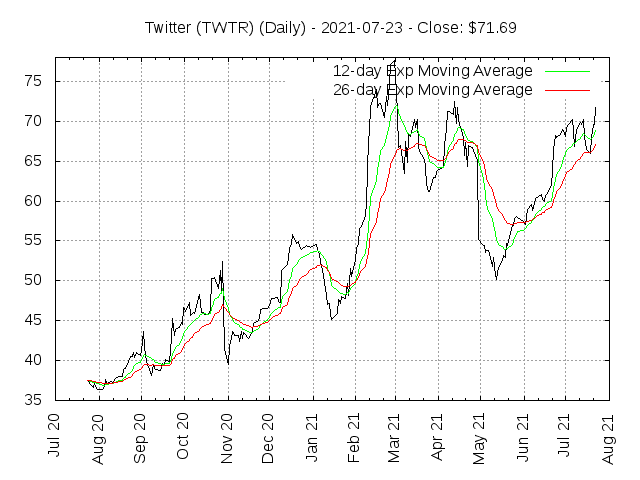 Twitter (TWTR) (Daily) - 2021-07-23 - Close: $71.69
12-day Exp Moving Average
26-day Exp Moving Average
75
70
65
60
55
50
45
40
35
Jul 20
Aug 20
Sep 20
Oct 20
Nov 20
Dec 20
Jan 21
Feb 21
Mar 21
Apr 21
May 21
Jun 21
Jul 21
Aug 21